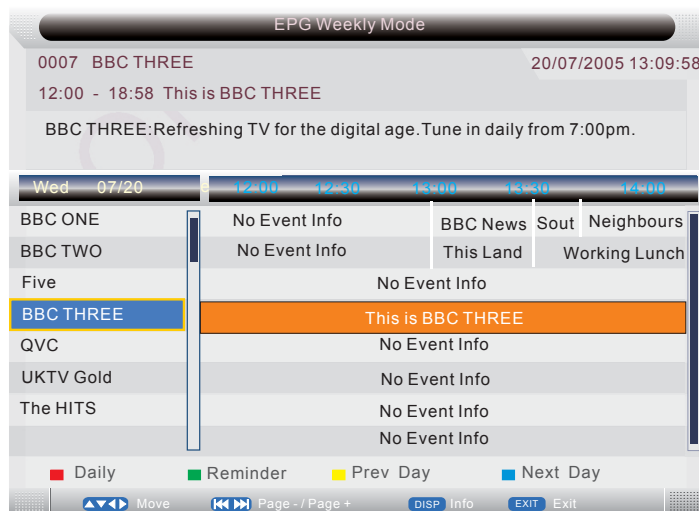 EPG Weekly Mode
0007 BBC THREE 20/07/2005 13:09:58
12:00 - 18:58 This is BBC THREE
BBC THREE:Refreshing TV for the digital age.Tune in daily from 7:00pm.
Wed 07/20 e 12:00 12:30 13:00 13:30 14:00
BBC ONE No Event Info BBC News Sout Neighbours
BBC TWO No Event Info This Land Working Lunch
Five No Event Info
BBC THREE This is BBC THREE
QVC No Event Info
UKTV Gold No Event Info
The HITS No Event Info
No Event Info
Daily Reminder Prev Day Next Day
Move Page - / Page + DISP Info EXIT Exit